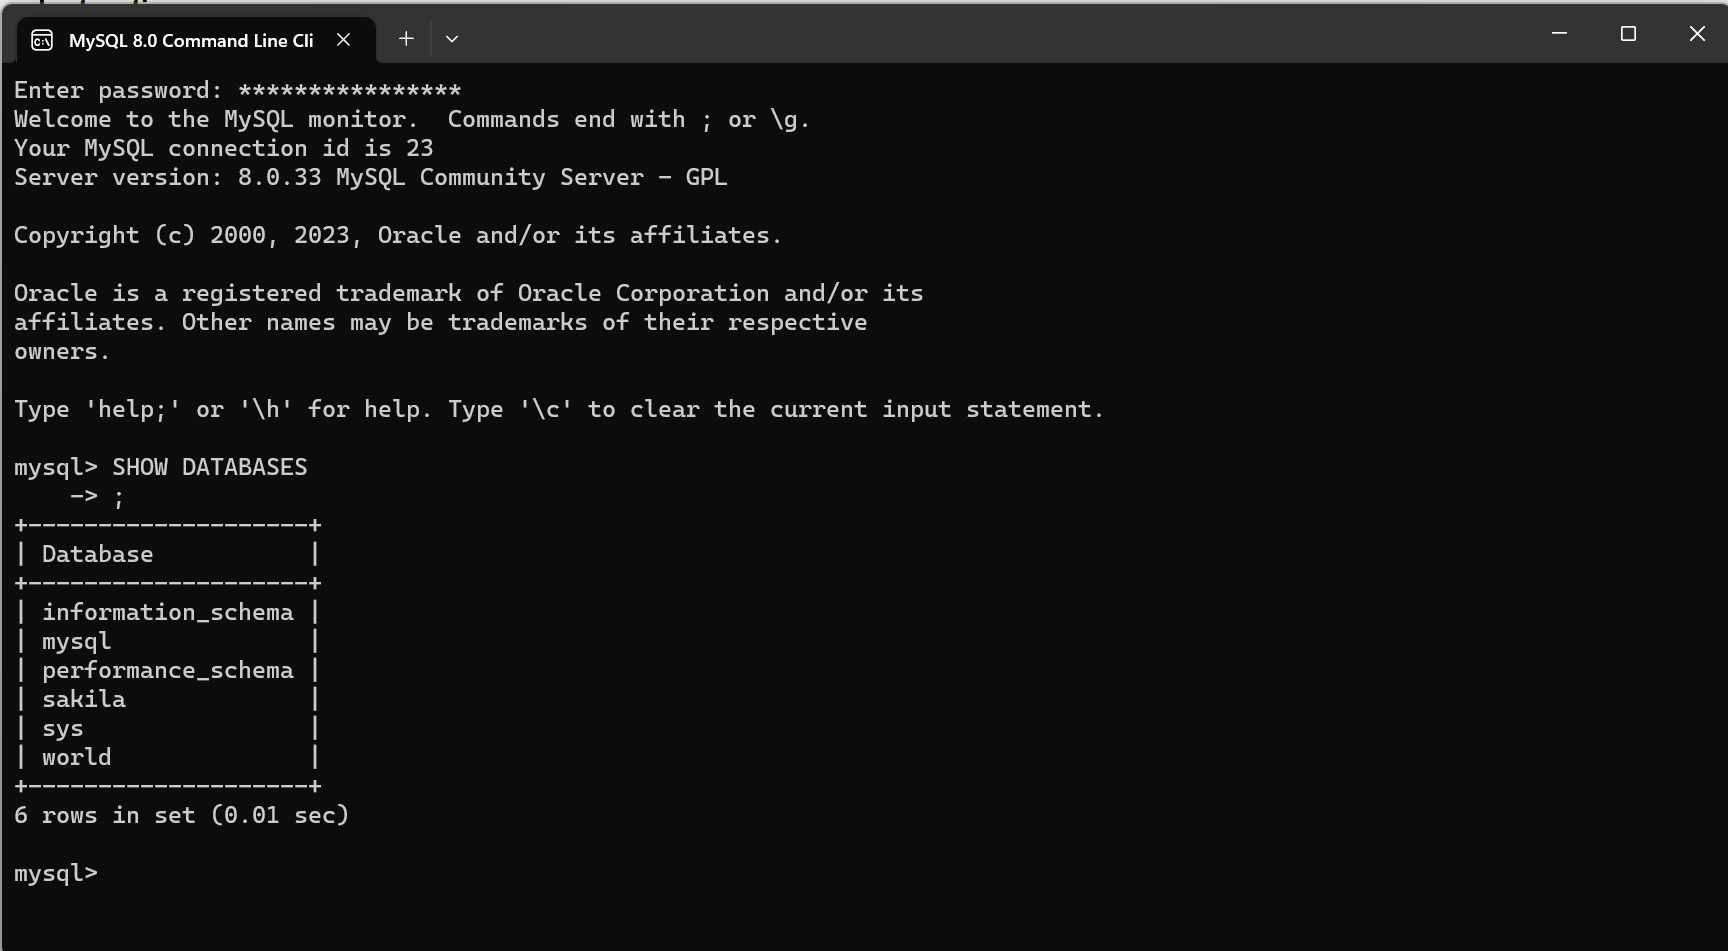 MySQL 8.0 Command Line Cli
Enter password: ****************
Welcome to the MySQL monitor.  Commands end with ; or \g.
Your MySQL connection id is 23
Server version: 8.0.33 MySQL Community Server - GPL
Copyright (c) 2000, 2023, Oracle and/or its affiliates.
Oracle is a registered trademark of Oracle Corporation and/or its
affiliates. Other names may be trademarks of their respective
owners.
Type 'help;' or '\h' for help. Type '\c' to clear the current input statement.
mysql> SHOW DATABASES
    -> ;
+--------------------+
| Database           |
+--------------------+
| information_schema |
| mysql              |
| performance_schema |
| sakila             |
| sys                |
| world              |
+--------------------+
6 rows in set (0.01 sec)
mysql>